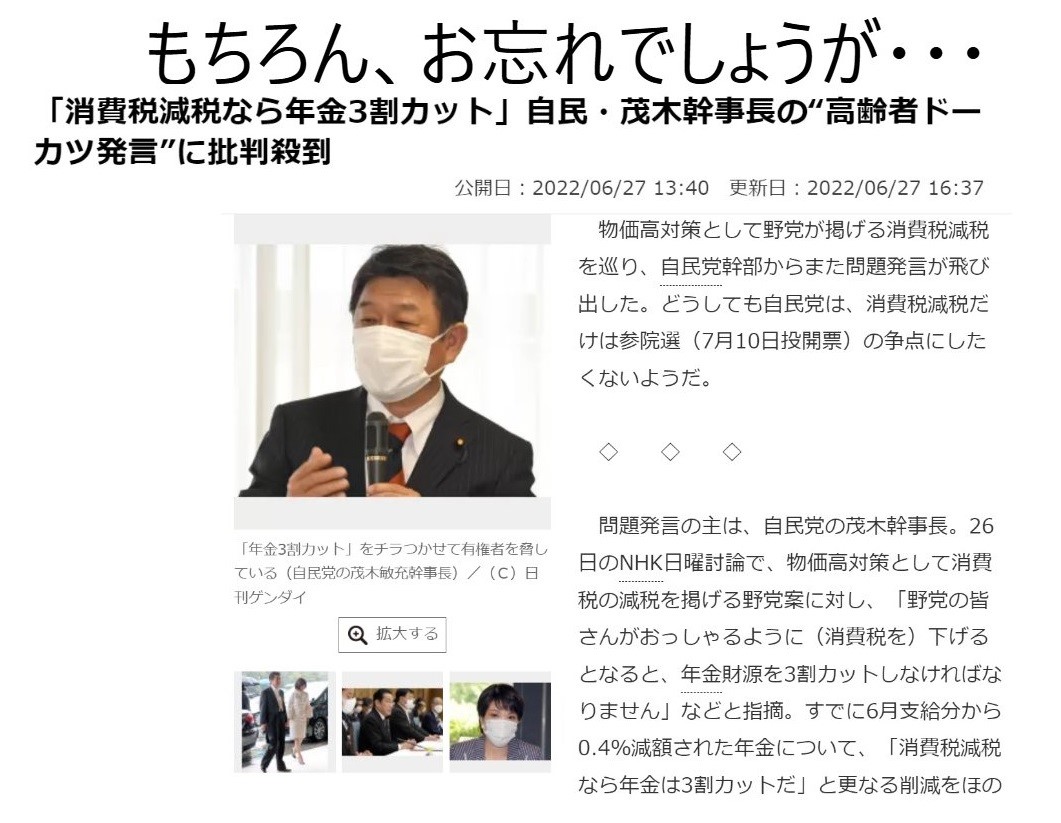 もちろん、お忘れでしょうが・・・
「消費税減税なら年金3割カット」自民・茂木幹事長の“高齢者ドー
カツ発言”に批判殺到
公開日：2022/06/27 13:40　更新日：2022/06/27 16:37
「年金3割カット」をチラつかせて有権者を脅し
ている（自民党の茂木敏充幹事長）／（Ｃ）日
刊ゲンダイ
拡大する
物価高対策として野党が掲げる消費税減税
を巡り、自民党幹部からまた問題発言が飛び
出した。どうしても自民党は、消費税減税だ
けは参院選（7月10日投開票）の争点にした
くないようだ。
◇　◇　◇
問題発言の主は、自民党の茂木幹事長。26
日のNHK日曜討論で、物価高対策として消費
税の減税を掲げる野党案に対し、「野党の皆
さんがおっしゃるように（消費税を）下げる
となると、年金財源を3割カットしなければな
りません」などと指摘。すでに6月支給分から
0.4%減額された年金について、「消費税減税
なら年金は3割カットだ」と更なる削減をほの